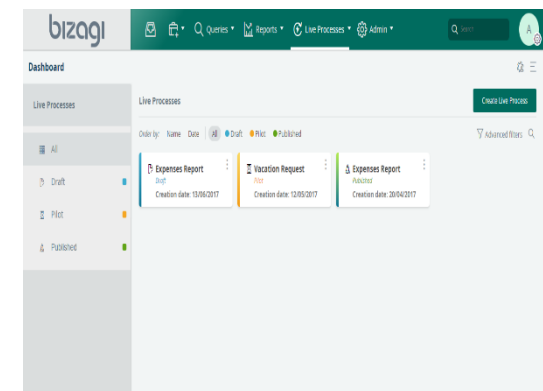 bizagi
Queries Reports Live Processes Admin
Search
A
Dashboard
Live Processes
All
Draft
Pilot
Published
Live Processes
Create Live Process
Order by: Name Date All Draft Pilot Published
Advanced filters
Expenses Report
Draft
Creation date: 13/06/2017
Vacation Request
Pilot
Creation date: 12/05/2017
Expenses Report
Published
Creation date: 20/04/2017